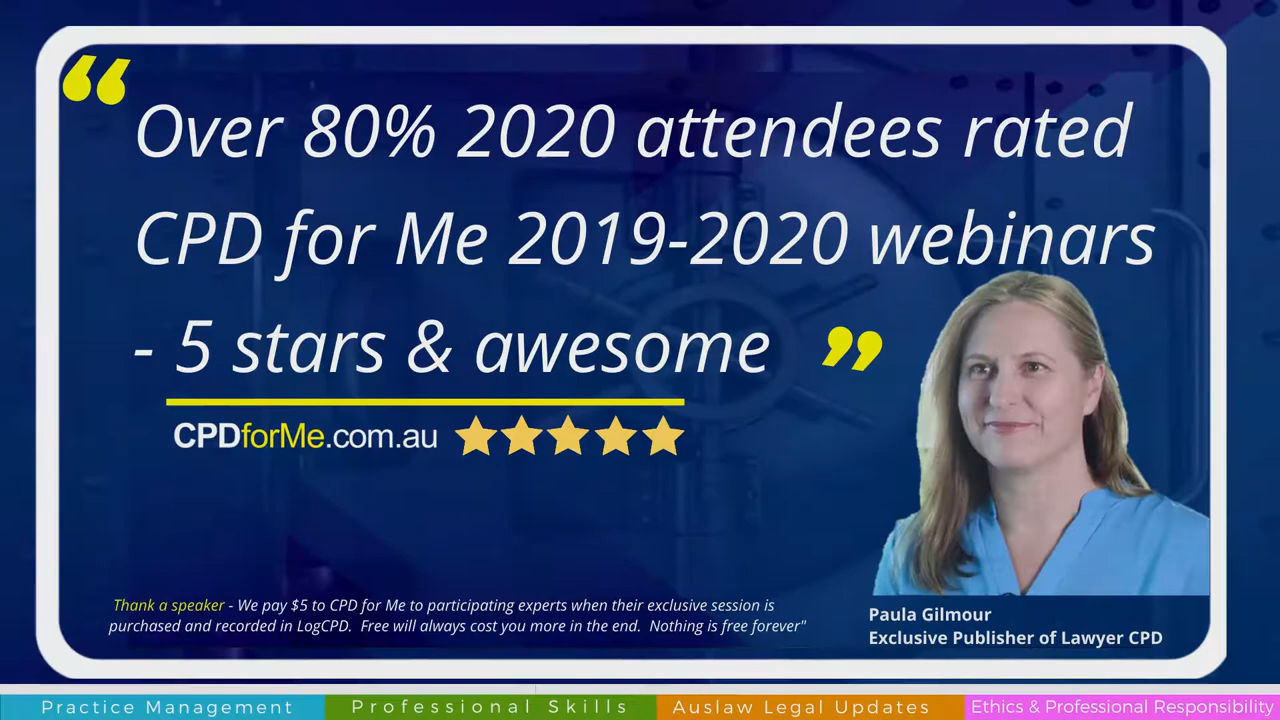 “ Over 80% 2020 attendees rated
CPD for Me 2019-2020 webinars
- 5 stars & awesome ”
CPDforMe.com.au
Thank a speaker - We pay $5 to CPD for Me to participating experts when their exclusive session is
purchased and recorded in LogCPD. Free will always cost you more in the end. Nothing is free forever"
Paula Gilmour
Exclusive Publisher of Lawyer CPD
Practice Management
Professional Skills
Auslaw Legal Updates
Ethics & Professional Responsibility